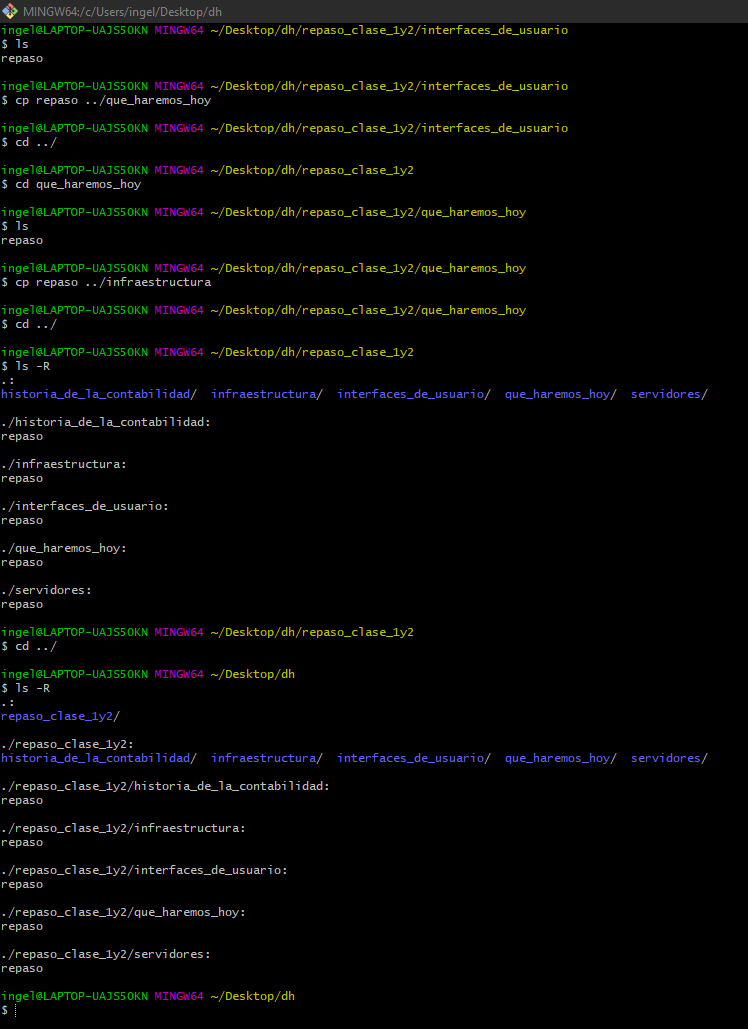 MINGW64:/c/Users/ingel/Desktop/dh
ingel@LAPTOP-UAJS5OKN MINGW64 ~/Desktop/dh/repaso_clase_1y2/interfaces_de_usuario
$ ls
repaso
ingel@LAPTOP-UAJS5OKN MINGW64 ~/Desktop/dh/repaso_clase_1y2/interfaces_de_usuario
$ cp repaso ../que_haremos_hoy
ingel@LAPTOP-UAJS5OKN MINGW64 ~/Desktop/dh/repaso_clase_1y2/interfaces_de_usuario
$ cd ../
ingel@LAPTOP-UAJS5OKN MINGW64 ~/Desktop/dh/repaso_clase_1y2
$ cd que_haremos_hoy
ingel@LAPTOP-UAJS5OKN MINGW64 ~/Desktop/dh/repaso_clase_1y2/que_haremos_hoy
$ ls
repaso
ingel@LAPTOP-UAJS5OKN MINGW64 ~/Desktop/dh/repaso_clase_1y2/que_haremos_hoy
$ cp repaso ../infraestructura
ingel@LAPTOP-UAJS5OKN MINGW64 ~/Desktop/dh/repaso_clase_1y2/que_haremos_hoy
$ cd ../
ingel@LAPTOP-UAJS5OKN MINGW64 ~/Desktop/dh/repaso_clase_1y2
$ ls -R
.:
historia_de_la_contabilidad/  infraestructura/  interfaces_de_usuario/  que_haremos_hoy/  servidores/
./historia_de_la_contabilidad:
repaso
./infraestructura:
repaso
./interfaces_de_usuario:
repaso
./que_haremos_hoy:
repaso
./servidores:
repaso
ingel@LAPTOP-UAJS5OKN MINGW64 ~/Desktop/dh/repaso_clase_1y2
$ cd ../
ingel@LAPTOP-UAJS5OKN MINGW64 ~/Desktop/dh
$ ls -R
.:
repaso_clase_1y2/
./repaso_clase_1y2:
historia_de_la_contabilidad/  infraestructura/  interfaces_de_usuario/  que_haremos_hoy/  servidores/
./repaso_clase_1y2/historia_de_la_contabilidad:
repaso
./repaso_clase_1y2/infraestructura:
repaso
./repaso_clase_1y2/interfaces_de_usuario:
repaso
./repaso_clase_1y2/que_haremos_hoy:
repaso
./repaso_clase_1y2/servidores:
repaso
ingel@LAPTOP-UAJS5OKN MINGW64 ~/Desktop/dh
$